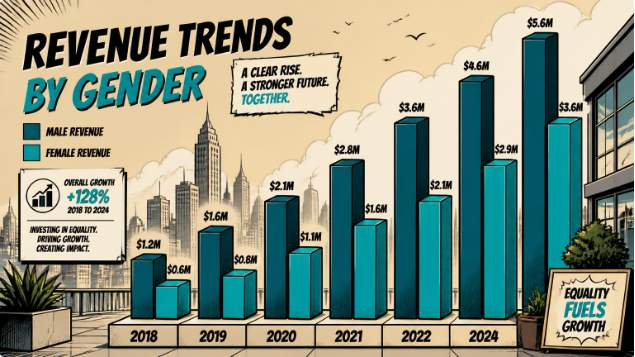 REVENUE TRENDS
BY GENDER
A CLEAR RISE.
A STRONGER FUTURE.
TOGETHER.
MALE REVENUE
FEMALE REVENUE
OVERALL GROWTH
+128%
2018 TO 2024
INVESTING IN EQUALITY.
DRIVING GROWTH.
CREATING IMPACT.
$1.2M
$0.6M
$1.6M
$0.8M
$2.1M
$1.1M
$2.8M
$1.6M
$3.6M
$2.1M
$4.6M
$2.9M
$5.6M
$3.6M
2018
2019
2020
2021
2022
2024
EQUALITY
FUELS
GROWTH